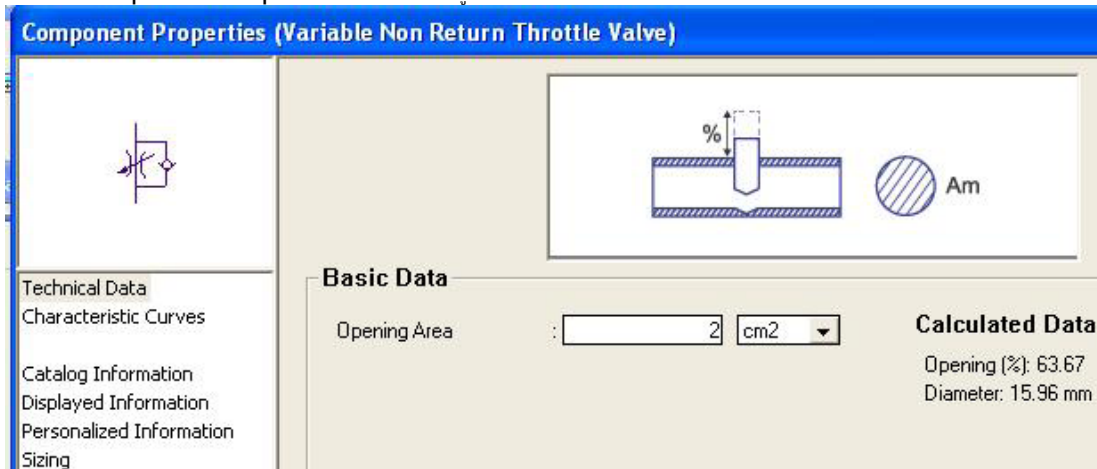 Component Properties (Variable Non Return Throttle Valve)
%
Am
Technical Data
Characteristic Curves
Catalog Information
Displayed Information
Personalized Information
Sizing
Basic Data
Opening Area : 2 cm2
Calculated Data
Opening (%): 63.67
Diameter: 15.96 mm